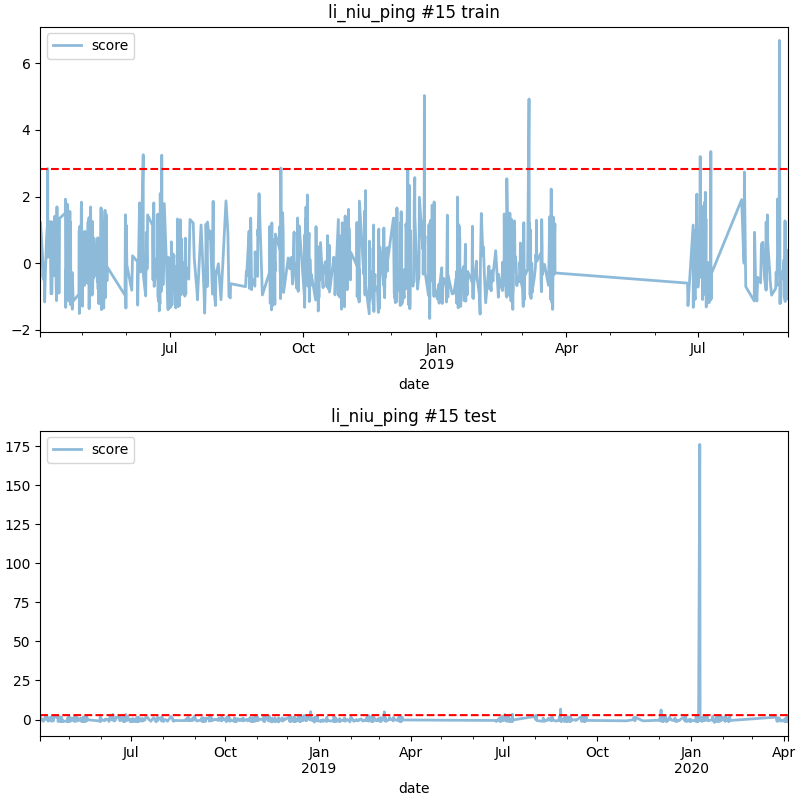 li_niu_ping #15 train
score
6
4
2
0
−2
Jul
Oct
Jan
2019
Apr
Jul
date
li_niu_ping #15 test
score
175
150
125
100
75
50
25
0
Jul
Oct
Jan
2019
Apr
Jul
Oct
Jan
2020
Apr
date